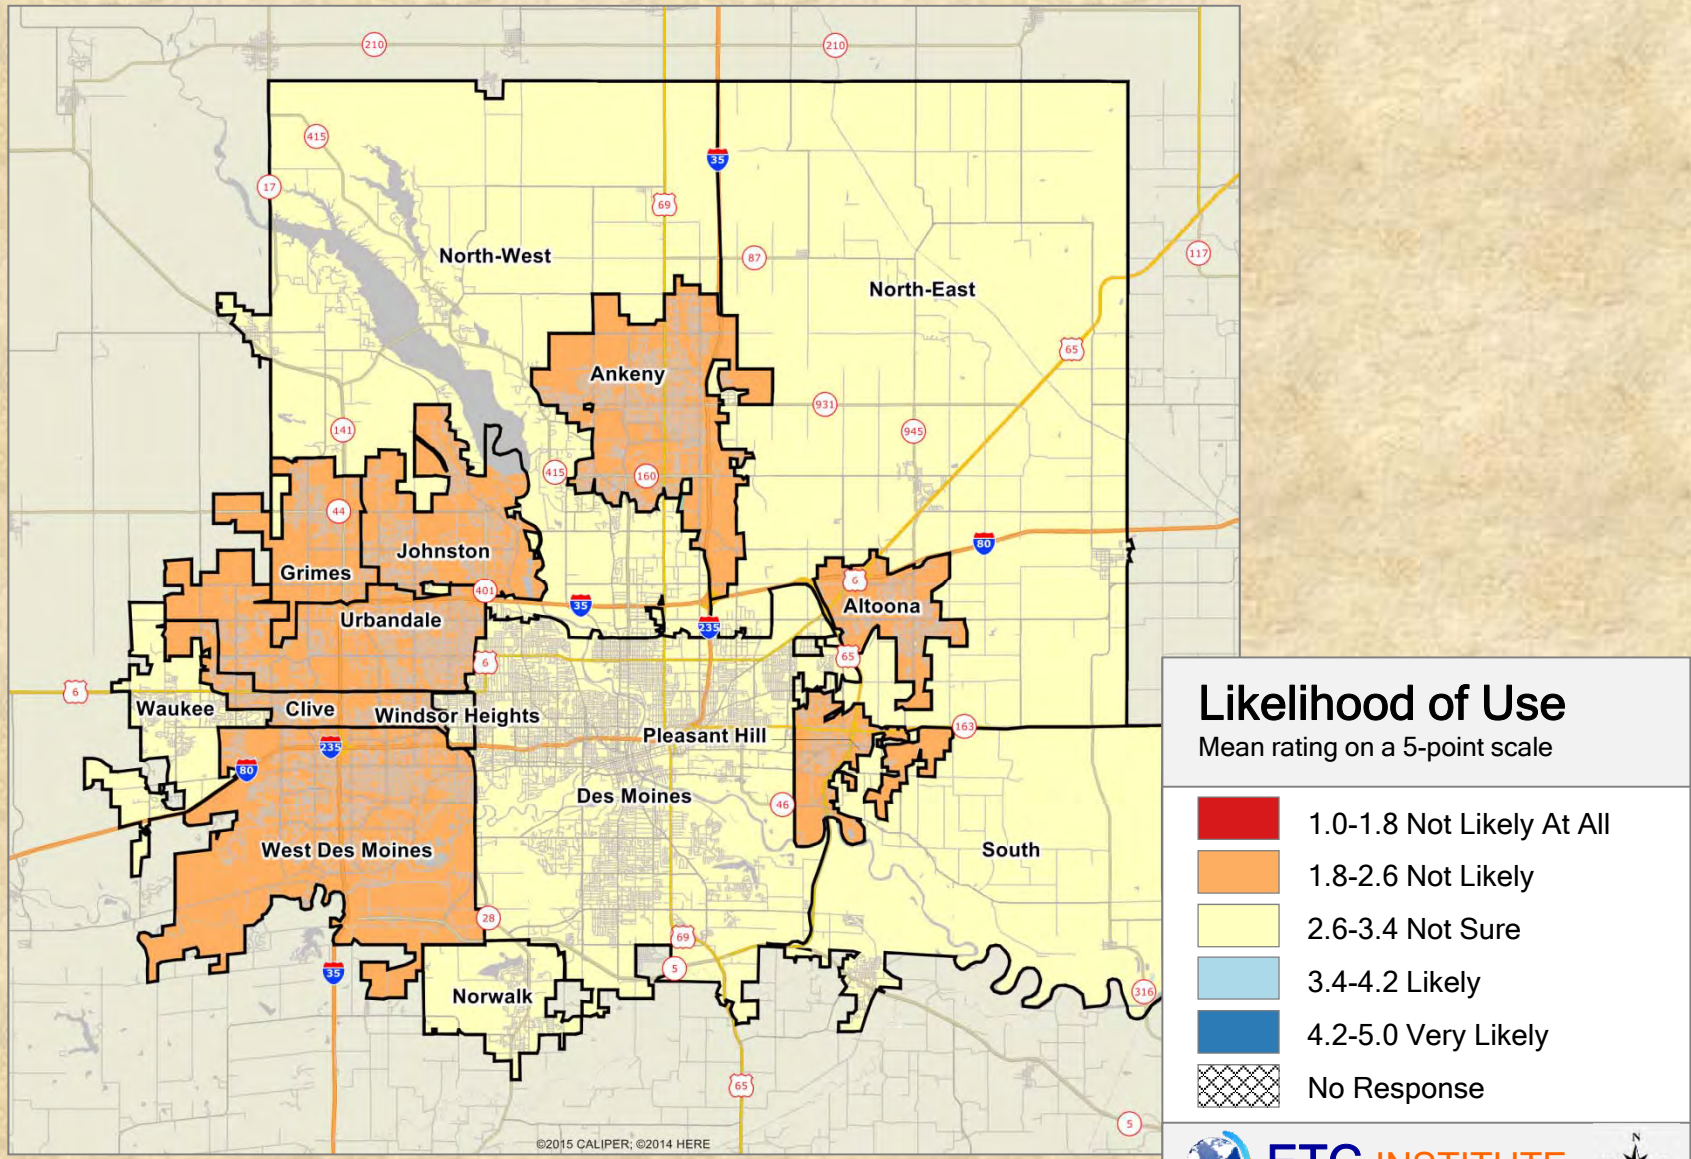 210
210
415
17
35
69
North-West
87
117
North-East
65
Ankeny
931
141
945
415
160
44
80
Johnston
Grimes
6
401
35
Altoona
Urbandale
235
6
65
6
Waukee
Clive
Windsor Heights
163
Pleasant Hill
235
80
Des Moines
46
West Des Moines
South
28
69
5
35
Norwalk
316
65
5
©2015 CALIPER; ©2014 HERE
Likelihood of Use
Mean rating on a 5-point scale
1.0-1.8 Not Likely At All
1.8-2.6 Not Likely
2.6-3.4 Not Sure
3.4-4.2 Likely
4.2-5.0 Very Likely
No Response
ETC INSTITUTE
N